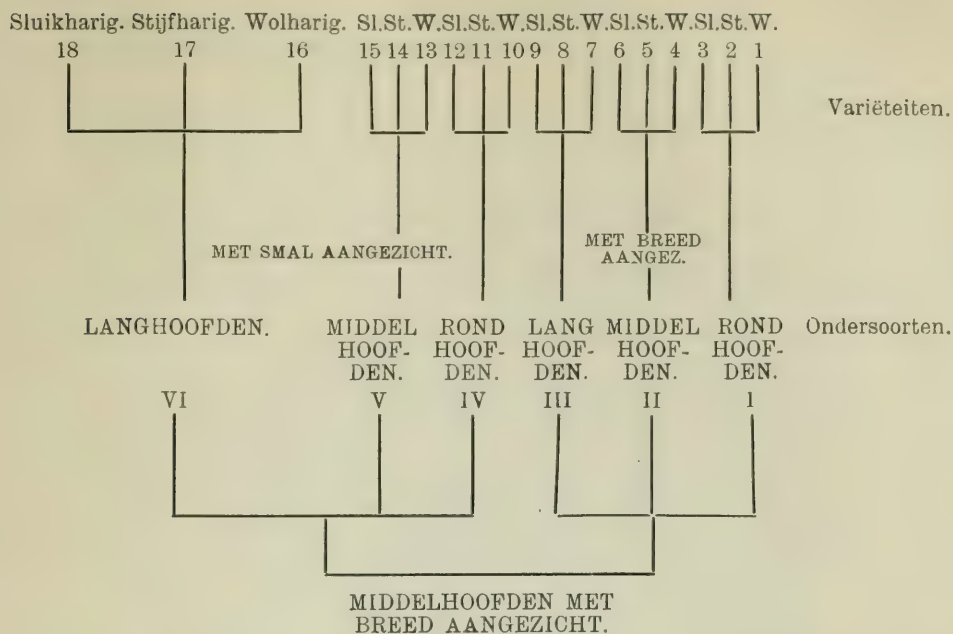 Sluikharig. Stijfharig. Wolharig. Sl.St.W.Sl.St.W.Sl.St.W.Sl.St.W.Sl.St.W.
18 17 16 15 14 13 12 11 10 9 8 7 6 5 4 3 2 1
Variëteiten.
MET SMAL AANGEZICHT.
MET BREED
AANGEZ.
LANGHOOFDEN. MIDDEL ROND LANG MIDDEL ROND Ondersoorten.
HOOF- HOOF- HOOF- HOOF- HOOF-
DEN. DEN. DEN. DEN. DEN.
VI V IV III II I
MIDDELHOOFDEN MET
BREED AANGEZICHT.